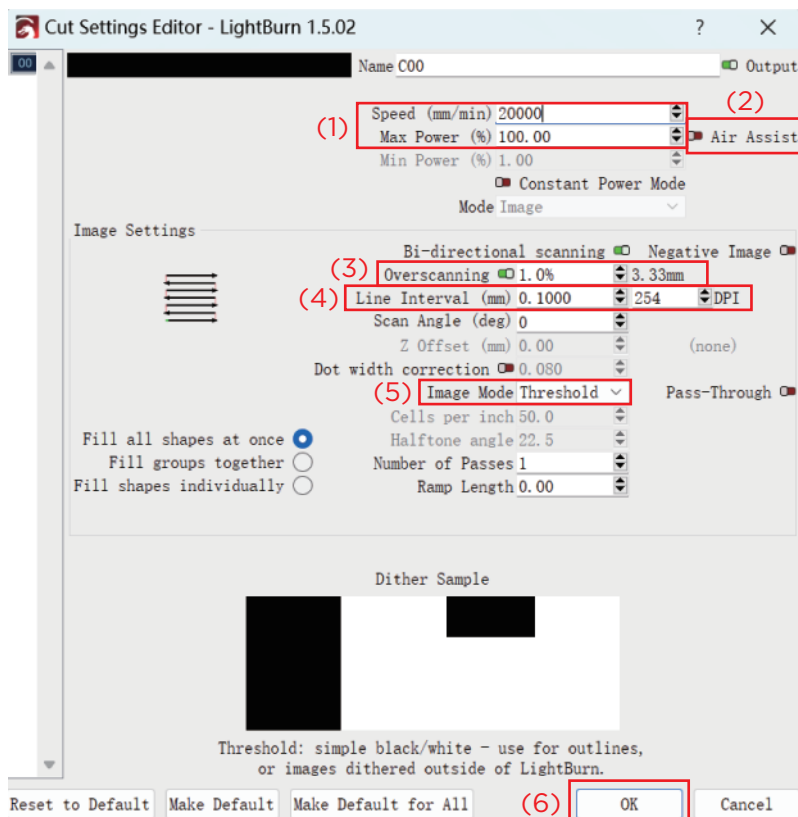 Cut Settings Editor - LightBurn 1.5.02 ? ×
00
Name C00 Output
(1) Speed (mm/min) 20000 (2)
Max Power (%) 100.00 Air Assist
Min Power (%) 1.00
Constant Power Mode
Mode Image
Image Settings
Bi-directional scanning Negative Image
(3) Overscanning 1.0% 3.33mm
(4) Line Interval (mm) 0.1000 254 DPI
Scan Angle (deg) 0
Z Offset (mm) 0.00 (none)
Dot width correction 0.080
(5) Image Mode Threshold Pass-Through
Cells per inch 50.0
Fill all shapes at once Halftone angle 22.5
Fill groups together Number of Passes 1
Fill shapes individually Ramp Length 0.00
Dither Sample
Threshold: simple black/white - use for outlines,
or images dithered outside of LightBurn.
Reset to Default Make Default Make Default for All (6) OK Cancel